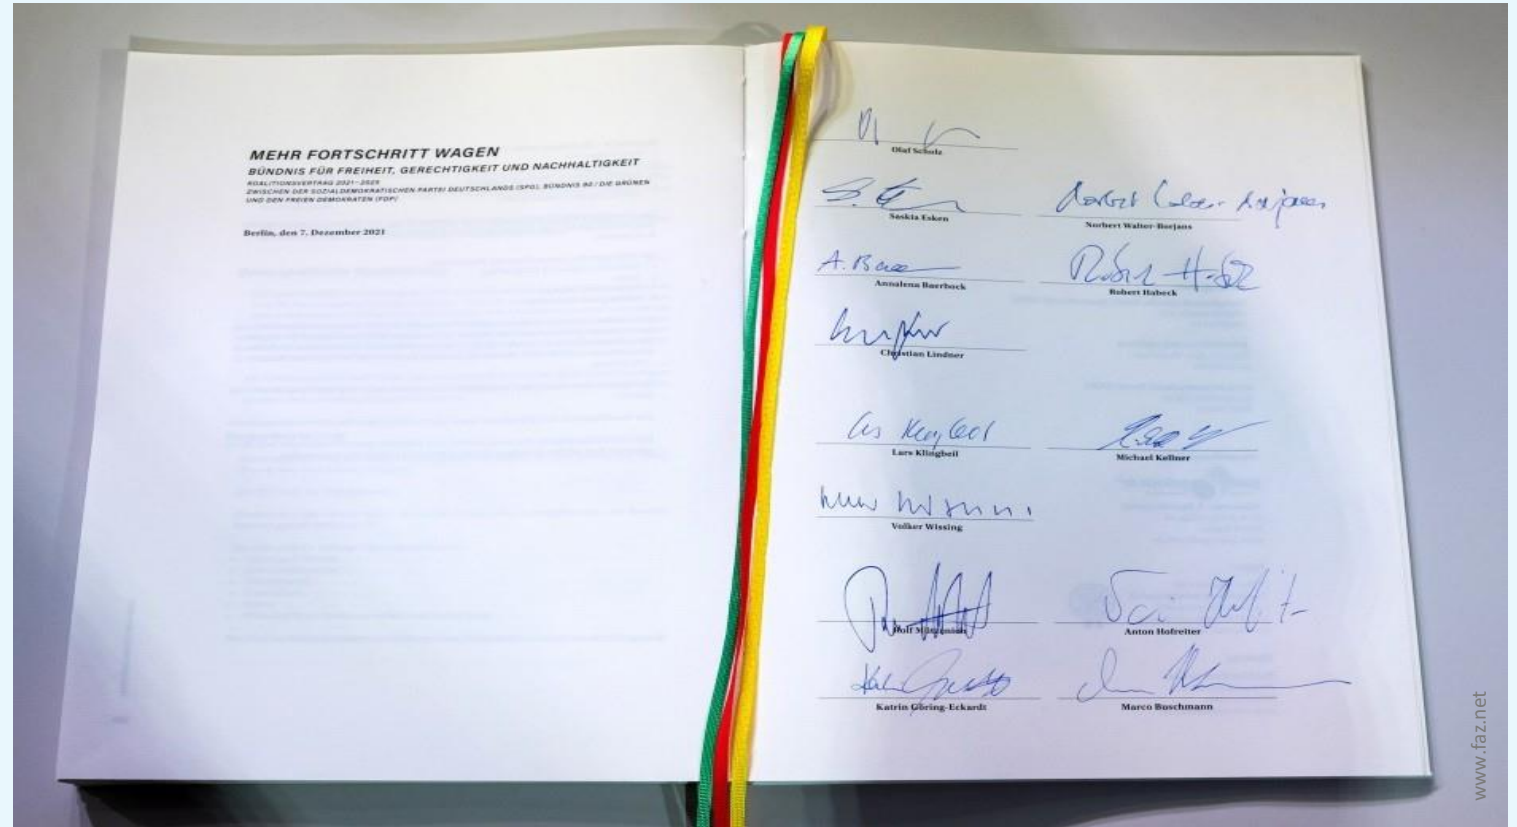 MEHR FORTSCHRITT WAGEN
BÜNDNIS FÜR FREIHEIT, GERECHTIGKEIT UND NACHHALTIGKEIT
KOALITIONSVERTRAG 2021–2025
ZWISCHEN DER SOZIALDEMOKRATISCHEN PARTEI DEUTSCHLANDS (SPD), BÜNDNIS 90 / DIE GRÜNEN
UND DEN FREIEN DEMOKRATEN (FDP)
Berlin, den 7. Dezember 2021
Olaf Scholz
Saskia Esken
Norbert Walter-Borjans
Annalena Baerbock
Robert Habeck
Christian Lindner
Lars Klingbeil
Michael Kellner
Volker Wissing
Rolf Mützenich
Anton Hofreiter
Katrin Göring-Eckardt
Marco Buschmann
www.faz.net